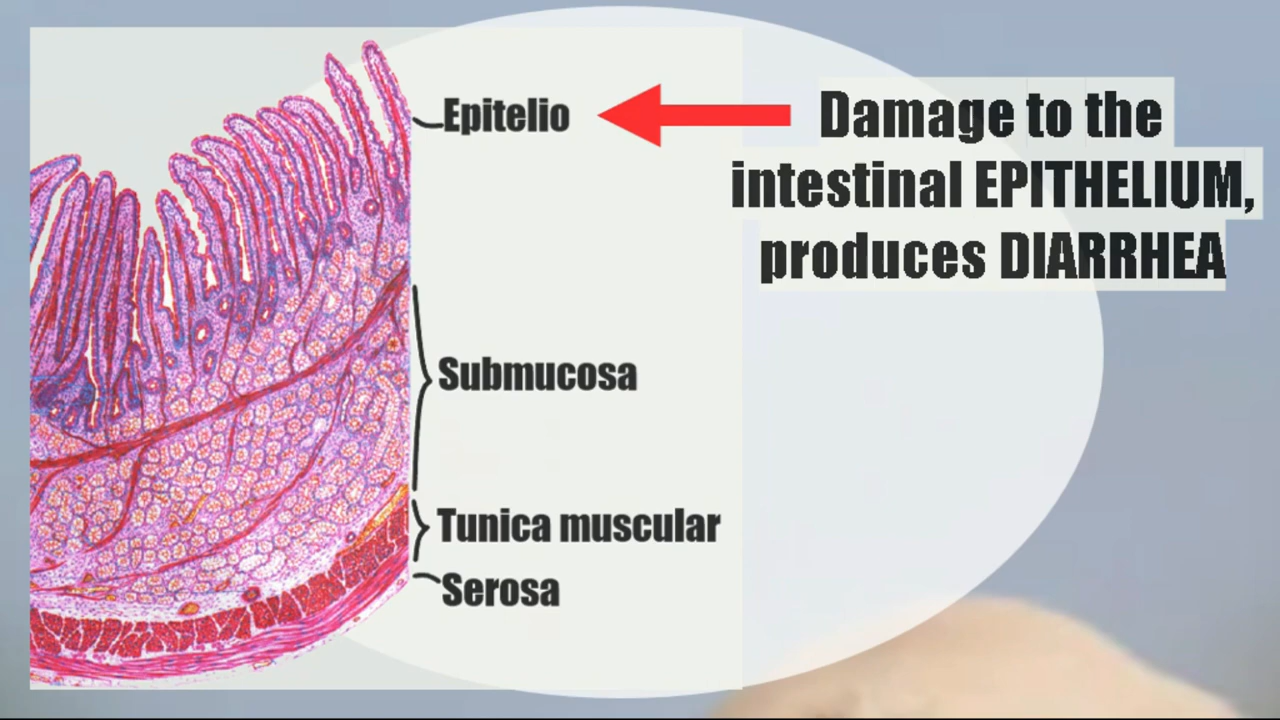 Epitelio
Damage to the
intestinal EPITHELIUM,
produces DIARRHEA
Submucosa
Tunica muscular
Serosa